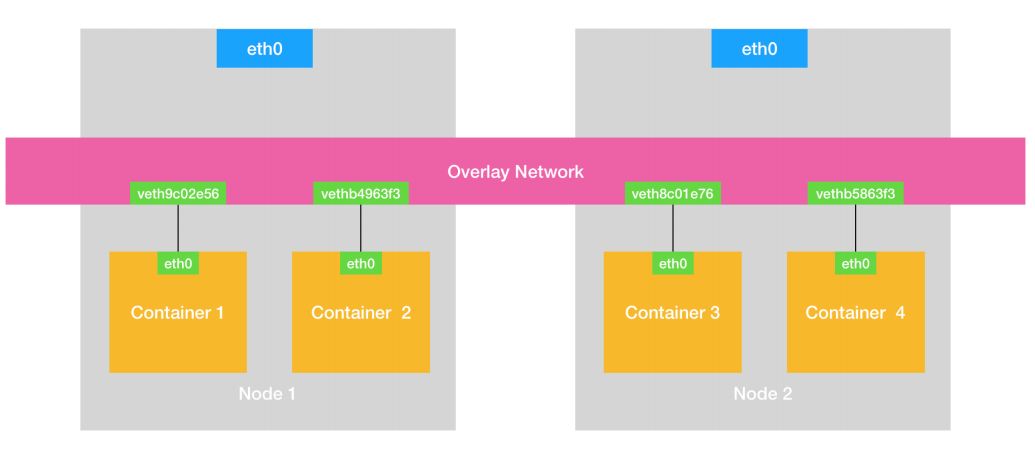 eth0
eth0
Overlay Network
veth9c02e56
vethb4963f3
veth8c01e76
vethb5863f3
eth0
eth0
eth0
eth0
Container 1
Container 2
Container 3
Container 4
Node 1
Node 2